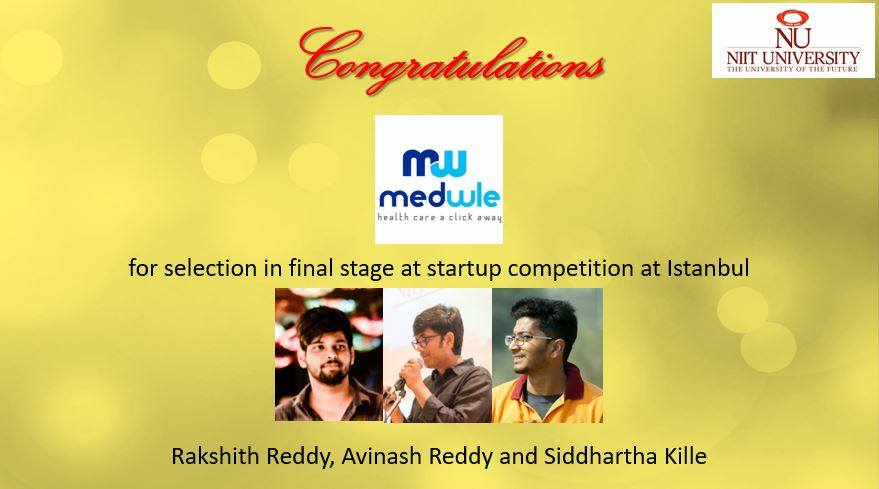 Congratulations
NU
NIIT UNIVERSITY
THE UNIVERSITY OF THE FUTURE
mw
medwle
health care a click away
for selection in final stage at startup competition at Istanbul
Rakshith Reddy, Avinash Reddy and Siddhartha Kille